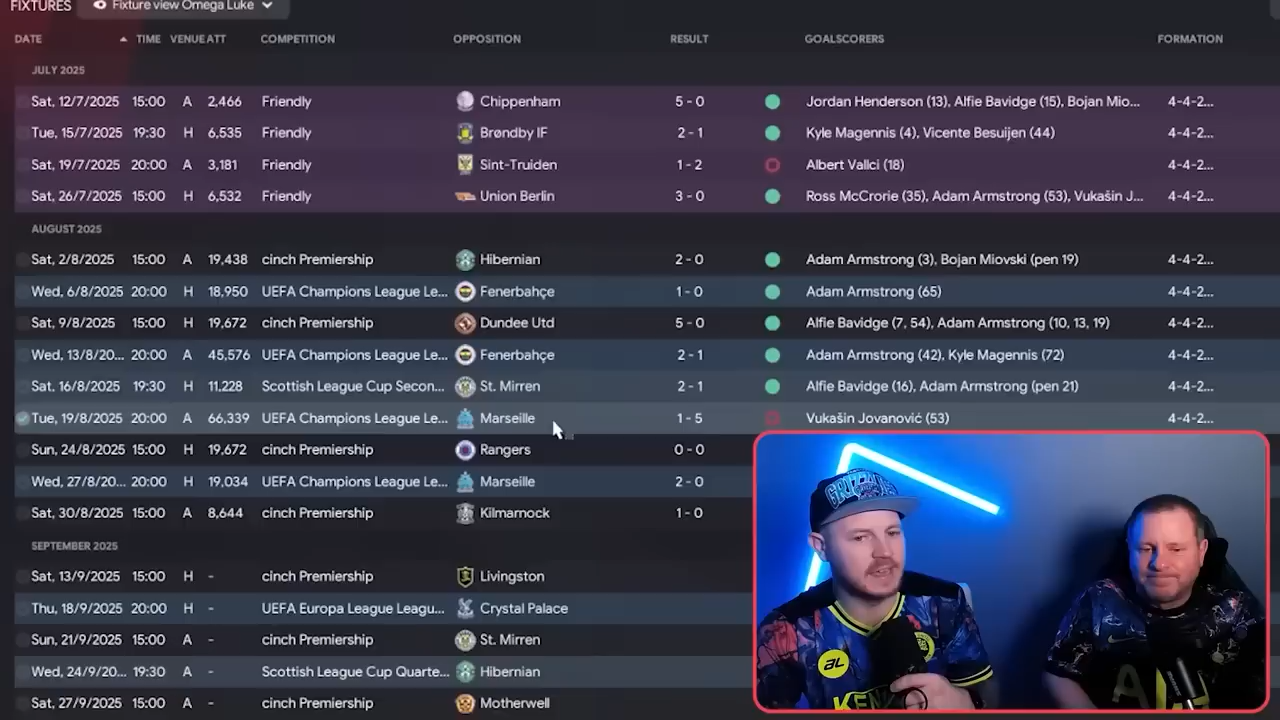 FIXTURES Fixture view Omega Luke
DATE TIME VENUE ATT COMPETITION OPPOSITION RESULT GOALSCORERS FORMATION
JULY 2025
Sat, 12/7/2025 15:00 A 2,466 Friendly Chippenham 5 - 0 Jordan Henderson (13), Alfie Bavidge (15), Bojan Mio... 4-4-2...
Tue, 15/7/2025 19:30 H 6,535 Friendly Brøndby IF 2 - 1 Kyle Magennis (4), Vicente Besuijen (44) 4-4-2...
Sat, 19/7/2025 20:00 A 3,181 Friendly Sint-Truiden 1 - 2 Albert Vallci (18) 4-4-2...
Sat, 26/7/2025 15:00 H 6,532 Friendly Union Berlin 3 - 0 Ross McCrorie (35), Adam Armstrong (53), Vukašin J... 4-4-2...
AUGUST 2025
Sat, 2/8/2025 15:00 A 19,438 cinch Premiership Hibernian 2 - 0 Adam Armstrong (3), Bojan Miovski (pen 19) 4-4-2...
Wed, 6/8/2025 20:00 H 18,950 UEFA Champions League Le... Fenerbahçe 1 - 0 Adam Armstrong (65) 4-4-2...
Sat, 9/8/2025 15:00 H 19,672 cinch Premiership Dundee Utd 5 - 0 Alfie Bavidge (7, 54), Adam Armstrong (10, 13, 19) 4-4-2...
Wed, 13/8/20... 20:00 A 45,576 UEFA Champions League Le... Fenerbahçe 2 - 1 Adam Armstrong (42), Kyle Magennis (72) 4-4-2...
Sat, 16/8/2025 19:30 H 11,228 Scottish League Cup Secon... St. Mirren 2 - 1 Alfie Bavidge (16), Adam Armstrong (pen 21) 4-4-2...
Tue, 19/8/2025 20:00 A 66,339 UEFA Champions League Le... Marseille 1 - 5 Vukašin Jovanović (53) 4-4-2...
Sun, 24/8/2025 15:00 H 19,672 cinch Premiership Rangers 0 - 0
Wed, 27/8/20... 20:00 H 19,034 UEFA Champions League Le... Marseille 2 - 0
Sat, 30/8/2025 15:00 A 8,644 cinch Premiership Kilmarnock 1 - 0
SEPTEMBER 2025
Sat, 13/9/2025 15:00 H - cinch Premiership Livingston
Thu, 18/9/2025 20:00 H - UEFA Europa League Leagu... Crystal Palace
Sun, 21/9/2025 15:00 A - cinch Premiership St. Mirren
Wed, 24/9/20... 19:30 A - Scottish League Cup Quarte... Hibernian
Sat, 27/9/2025 15:00 A - cinch Premiership Motherwell
GRIZZLIES
aL